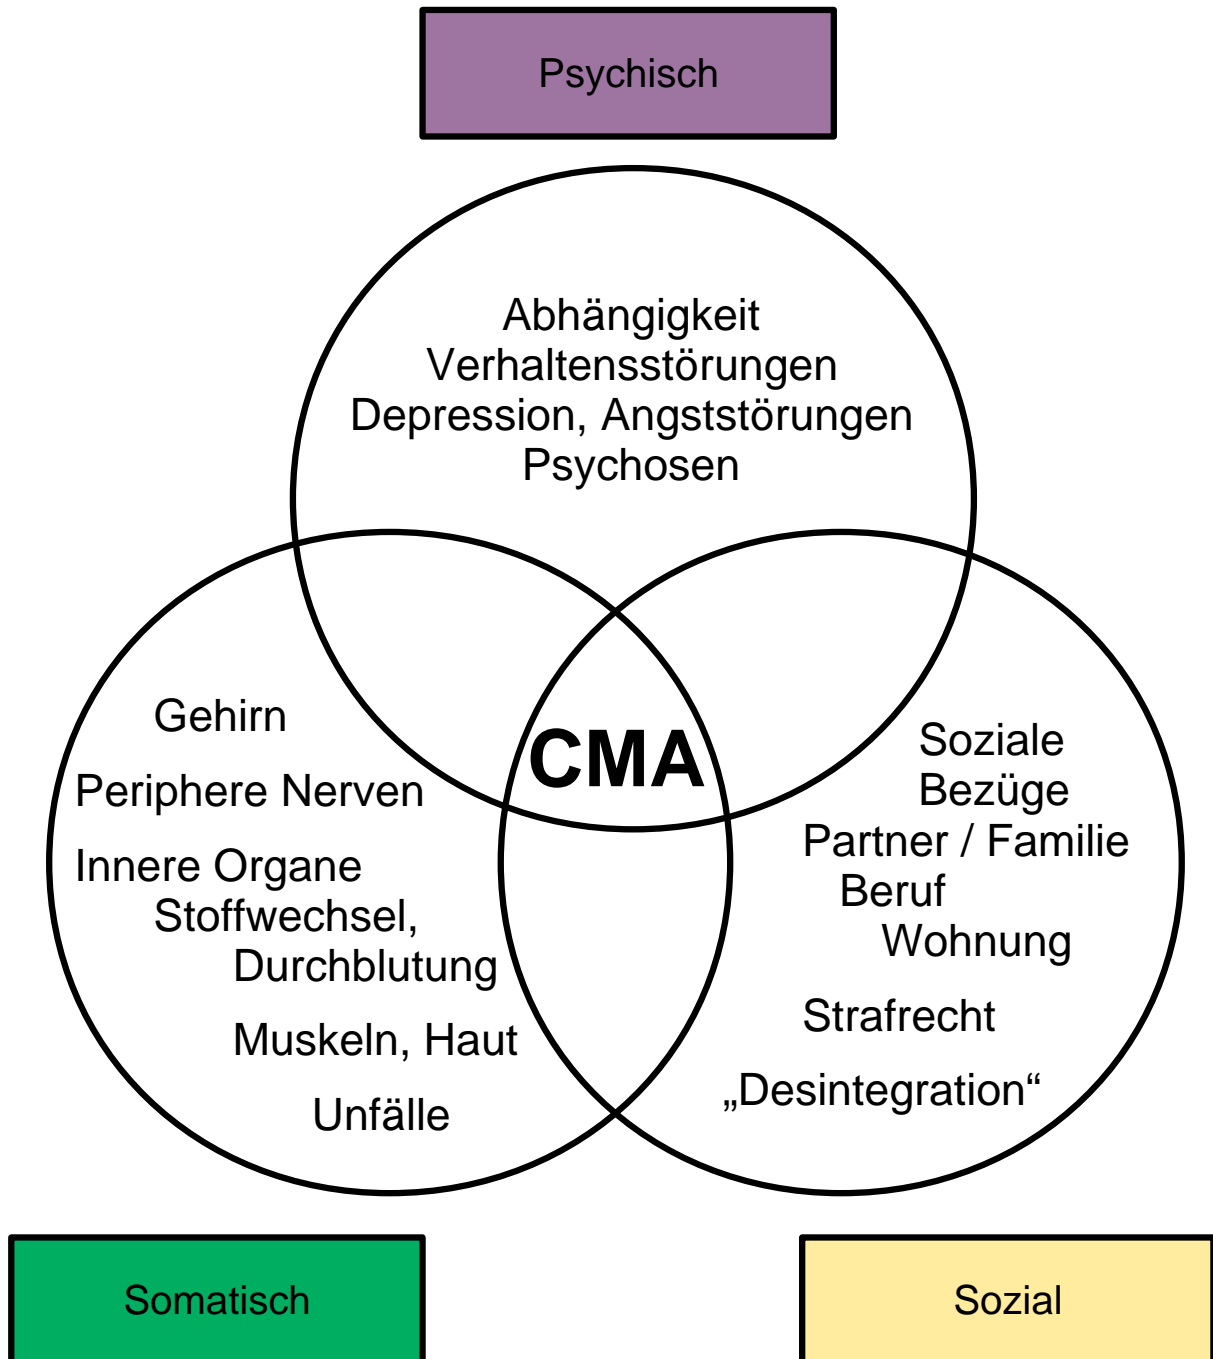 Psychisch
Abhängigkeit
Verhaltensstörungen
Depression, Angststörungen
Psychosen
CMA
Gehirn
Periphere Nerven
Innere Organe
Stoffwechsel,
Durchblutung
Muskeln, Haut
Unfälle
Soziale
Bezüge
Partner / Familie
Beruf
Wohnung
Strafrecht
„Desintegration“
Somatisch
Sozial